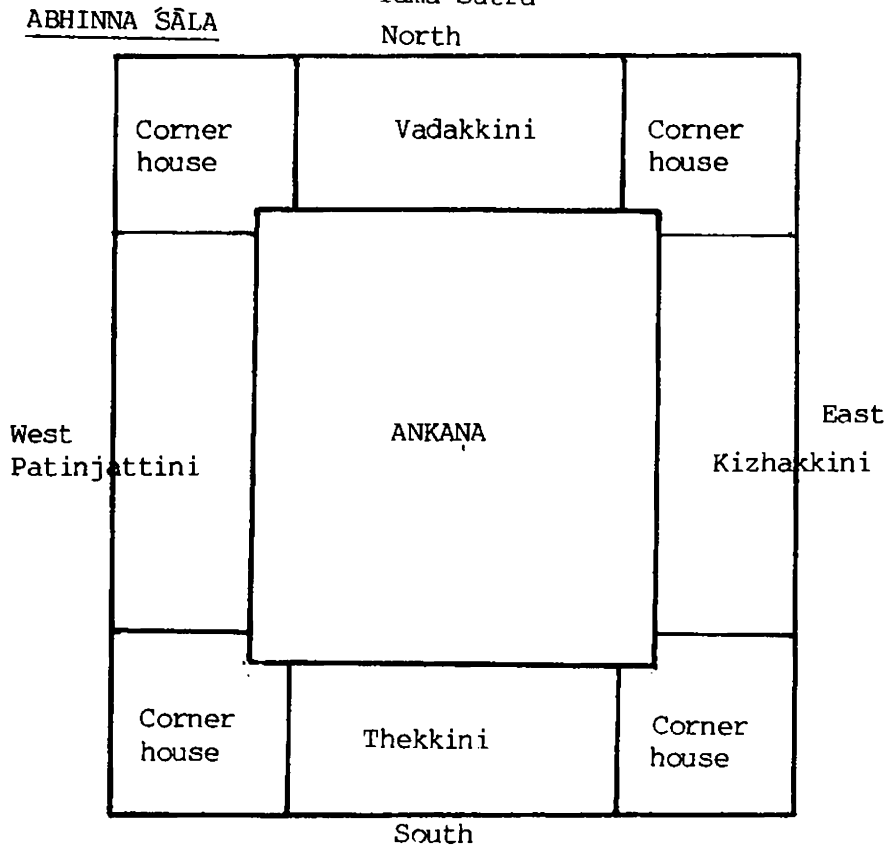 ABHINNA ŚĀLA
North
Corner
house
Vadakkini
Corner
house
West
Patinjattini
ANKAṆA
East
Kizhakkini
Corner
house
Thekkini
Corner
house
South